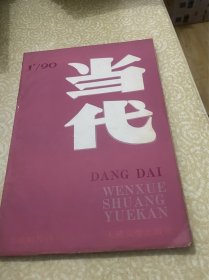 1'/90
当代
DANG DAI
WENXUE
SHUANG
YUEKAN